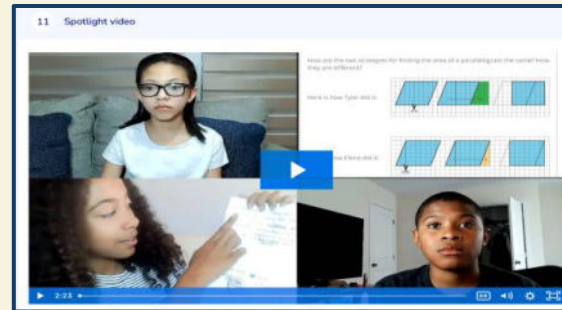 11 Spotlight video
How are the two strategies for finding the area of a parallelogram the same? How
they are different?
Here is how Tyler did it:
how Elena did it:
2:23